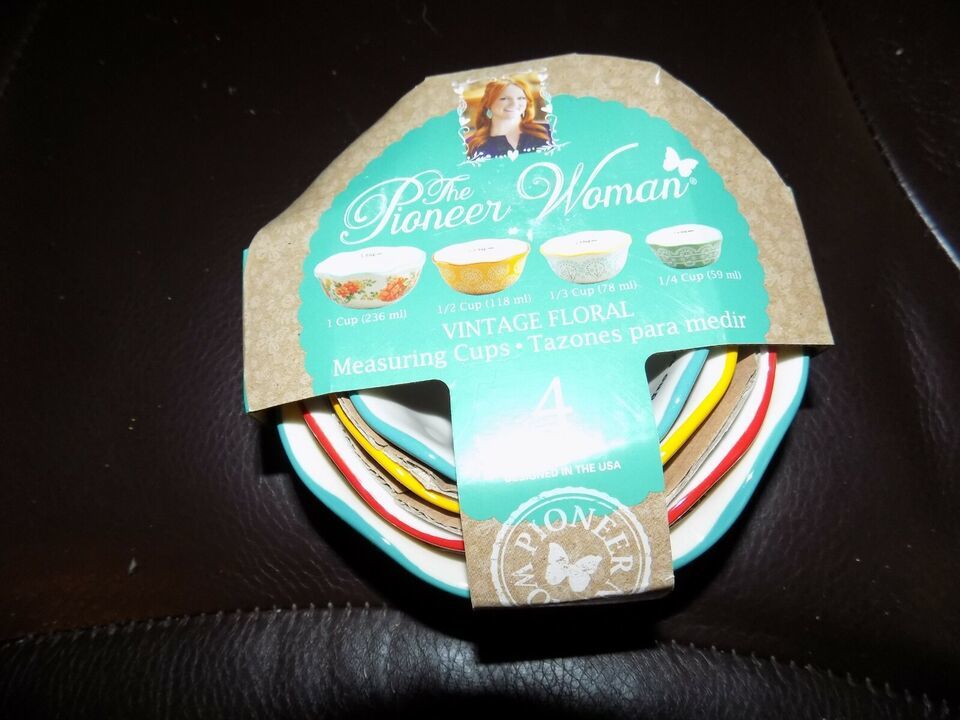 The
Pioneer Woman®
1 Cup (236 ml)
1/2 Cup (118 ml)
1/3 Cup (78 ml)
1/4 Cup (59 ml)
VINTAGE FLORAL
Measuring Cups • Tazones para medir
4
DESIGNED IN THE USA
PIONEER